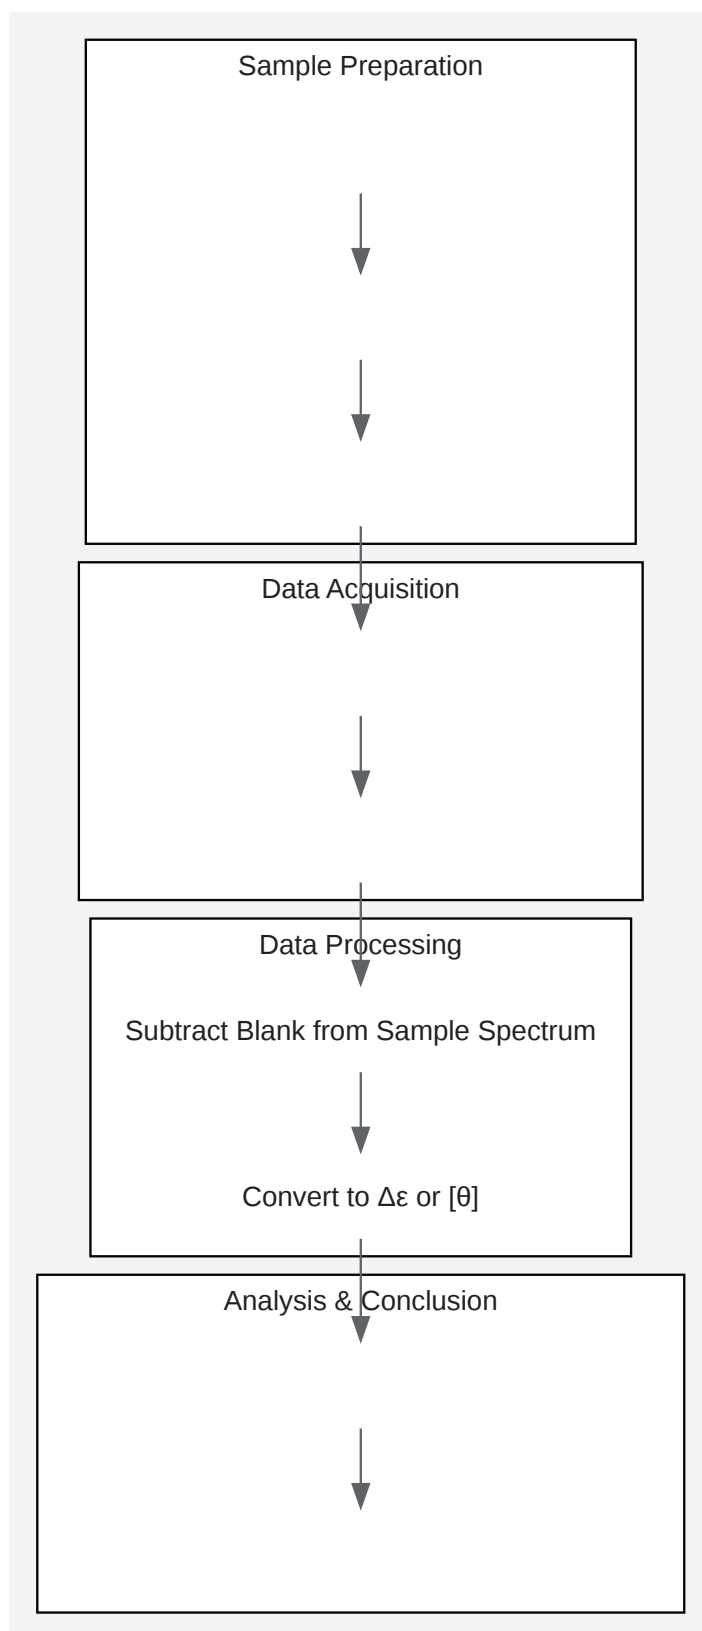 Sample Preparation
Data Acquisition
Data Processing
Subtract Blank from Sample Spectrum
Convert to Δε or [θ]
Analysis & Conclusion